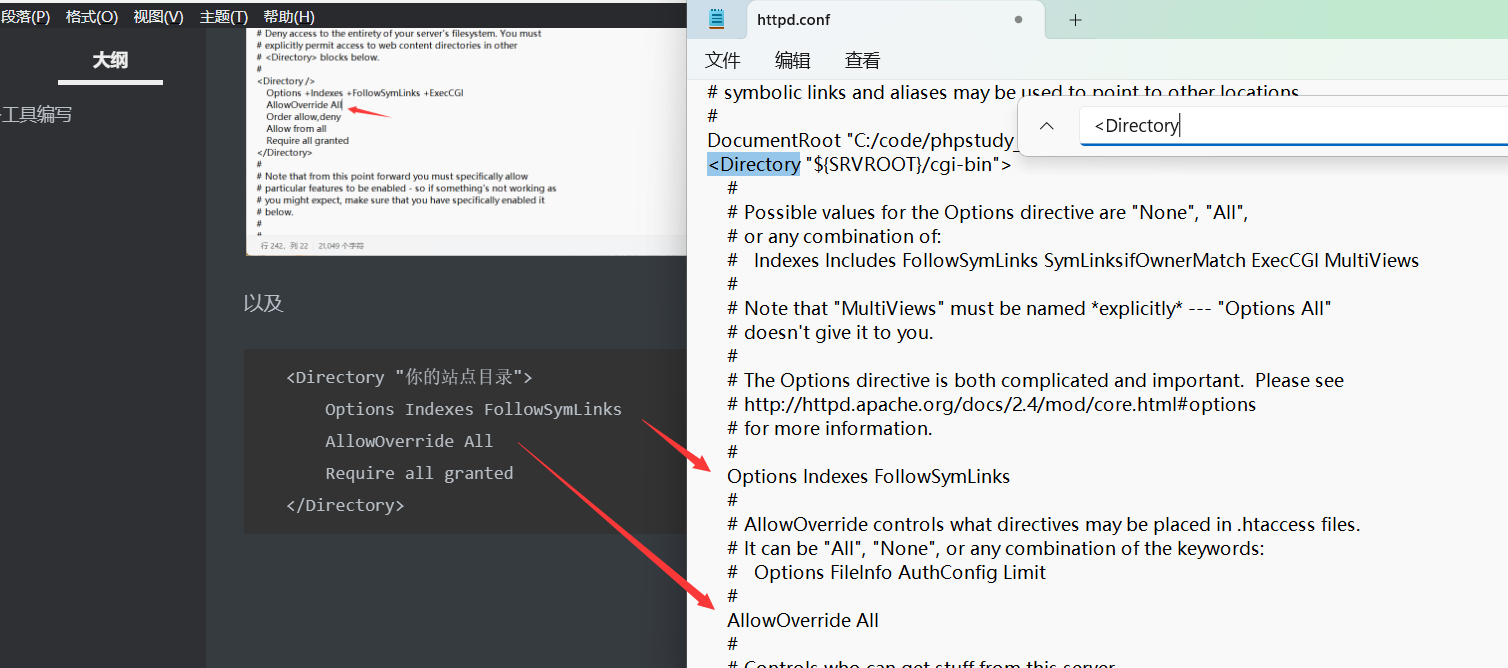 段落(P) 格式(O) 视图(V) 主题(T) 帮助(H)
大纲
工具编写
# Deny access to the entirety of your server's filesystem. You must
# explicitly permit access to web content directories in other
# <Directory> blocks below.
#
<Directory />
Options +Indexes +FollowSymLinks +ExecCGI
AllowOverride All
Order allow,deny
Allow from all
Require all granted
</Directory>
#
# Note that from this point forward you must specifically allow
# particular features to be enabled - so if something's not working as
# you might expect, make sure that you have specifically enabled it
# below.
#
#
行 242，列 22 21,049 个字符
以及
<Directory "你的站点目录">
Options Indexes FollowSymLinks
AllowOverride All
Require all granted
</Directory>
httpd.conf
文件 编辑 查看
<Directory
# symbolic links and aliases may be used to point to other locations
#
DocumentRoot "C:/code/phpstudy_
<Directory "${SRVROOT}/cgi-bin">
#
# Possible values for the Options directive are "None", "All",
# or any combination of:
#   Indexes Includes FollowSymLinks SymLinksifOwnerMatch ExecCGI MultiViews
#
# Note that "MultiViews" must be named *explicitly* --- "Options All"
# doesn't give it to you.
#
# The Options directive is both complicated and important.  Please see
# http://httpd.apache.org/docs/2.4/mod/core.html#options
# for more information.
#
Options Indexes FollowSymLinks
#
# AllowOverride controls what directives may be placed in .htaccess files.
# It can be "All", "None", or any combination of the keywords:
#   Options FileInfo AuthConfig Limit
#
AllowOverride All
#
# Controls who can get stuff from this server